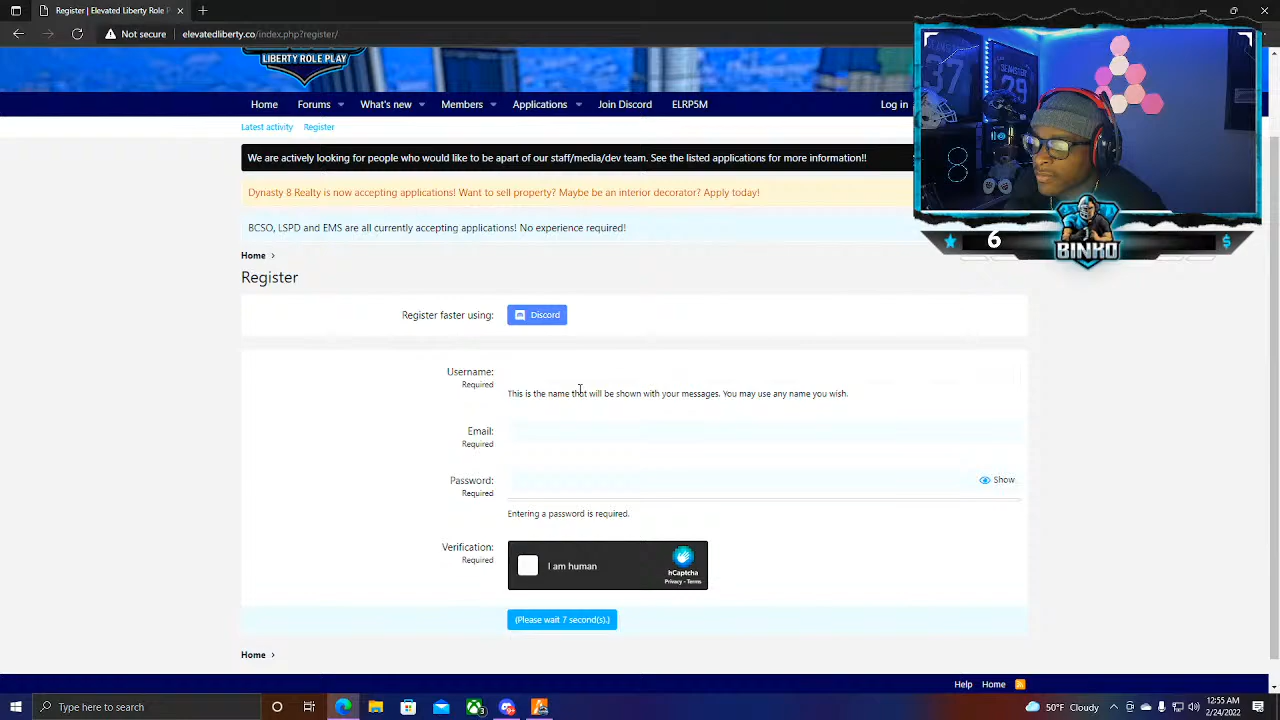 Register | Elevated Liberty Role P
Not secure
elevatedliberty.co/index.php?register/
LIBERTY ROLE PLAY
Home
Forums
What's new
Members
Applications
Join Discord
ELRP5M
Log in
Latest activity
Register
We are actively looking for people who would like to be apart of our staff/media/dev team. See the listed applications for more information!!
Dynasty 8 Realty is now accepting applications! Want to sell property? Maybe be an interior decorator? Apply today!
BCSO, LSPD and EMS are all currently accepting applications! No experience required!
37
29
8
6
$
BINKO
Home
Register
Register faster using:
Discord
Username:
Required
This is the name that will be shown with your messages. You may use any name you wish.
Email:
Required
Password:
Required
Show
Entering a password is required.
Verification:
Required
I am human
hCaptcha
Privacy - Terms
(Please wait 7 second(s).)
Home
Help
Home
Type here to search
50°F Cloudy
12:55 AM
2/24/2022